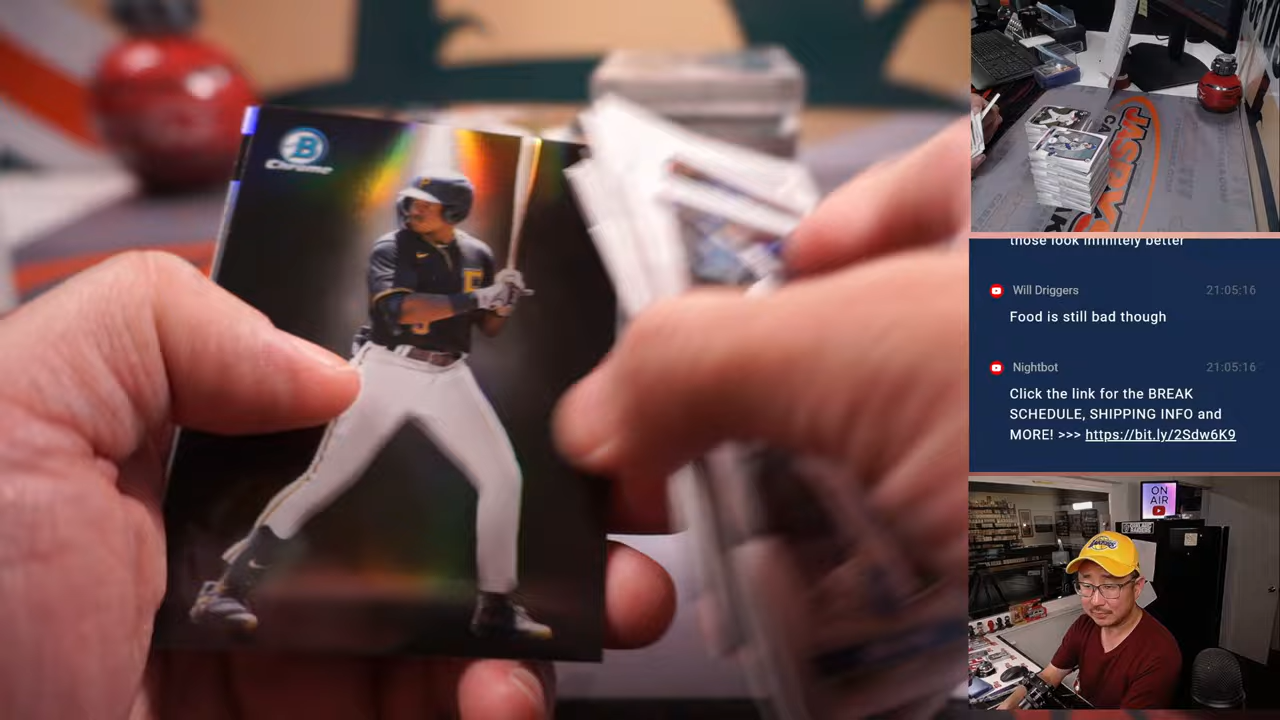 B
Chrome
those look infinitely better
Will Driggers
21:05:16
Food is still bad though
Nightbot
21:05:16
Click the link for the BREAK
SCHEDULE, SHIPPING INFO and
MORE! >>> https://bit.ly/2Sdw6K9
ON
AIR